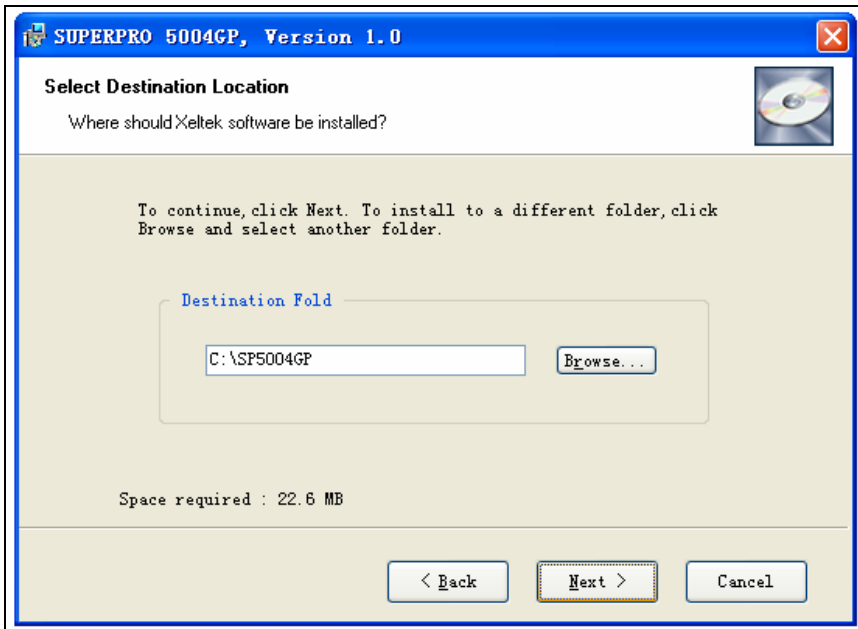 SUPERPRO 5004GP, Version 1.0
Select Destination Location
Where should Xeltek software be installed?
To continue,click Next. To install to a different folder,click
Browse and select another folder.
Destination Fold
C:\SP5004GP
Browse...
Space required : 22.6 MB
< Back
Next >
Cancel